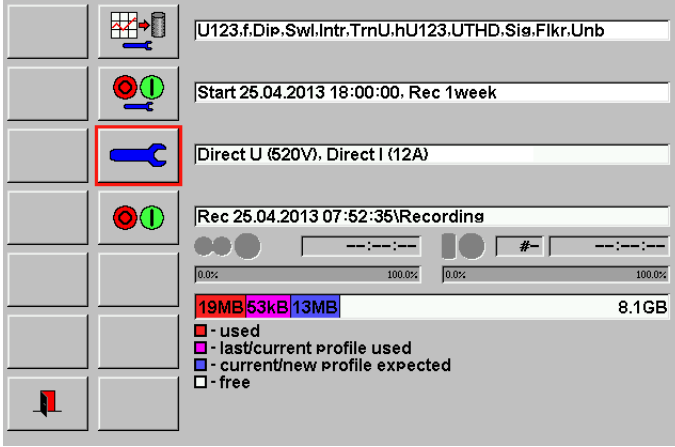 U123,f,Dip,Swl,Intr,TrnU,hU123,UTHD,Sig,Flkr,Unb
Start 25.04.2013 18:00:00, Rec 1week
Direct U (520V), Direct I (12A)
Rec 25.04.2013 07:52:35\Recording
--:--:-- #- --:--:--
0.0% 100.0% 0.0% 100.0%
19MB 53kB 13MB 8.1GB
- used
- last/current profile used
- current/new profile expected
- free